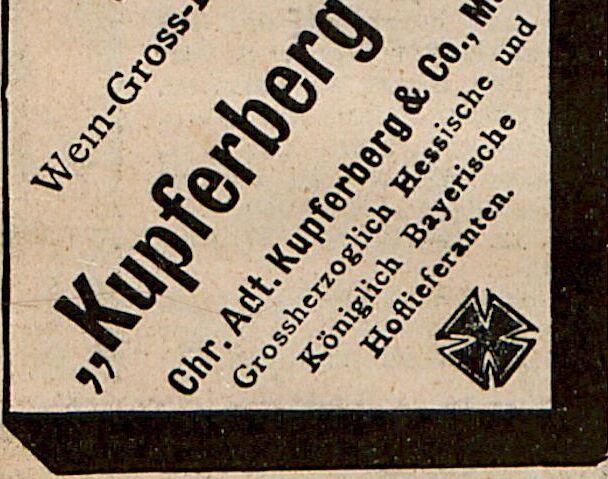 Wein-Gross-
„Kupferberg
Chr. Adt. Kupferberg & Co.,
Grossherzoglich Hessische und
Königlich Bayerische
Hoflieferanten.